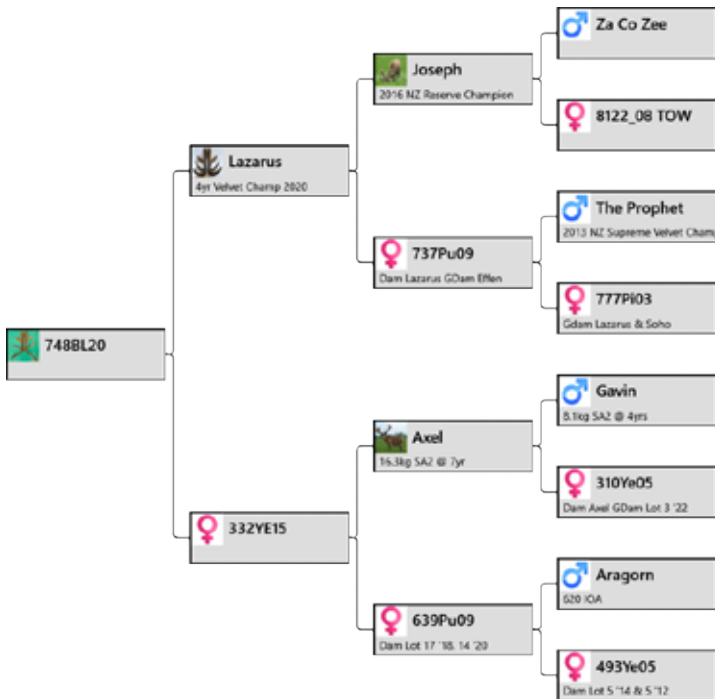 Za Co Zee
Joseph
2016 NZ Reserve Champion
8122_08 TOW
Lazarus
4yr Velvet Champ 2020
The Prophet
2013 NZ Supreme Velvet Champ
737Pu09
Dam Lazarus GDam Effen
777Pi03
Gdam Lazarus & Soho
748BL20
Gavin
8.1kg SA2 @ 4yrs
Axel
16.3kg SA2 @ 7yr
310Ye05
Dam Axel GDam Lot 3 '22
332YE15
Aragorn
620 IOA
639Pu09
Dam Lot 17 '18, 14 '20
493Ye05
Dam Lot 5 '14 & 5 '12